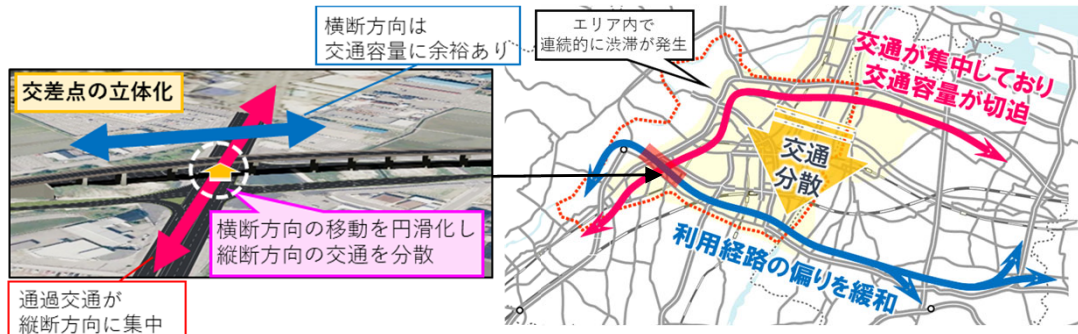 横断方向は
交通容量に余裕あり
交差点の立体化
横断方向の移動を円滑化し
縦断方向の交通を分散
通過交通が
縦断方向に集中
エリア内で
連続的に渋滞が発生
交通が集中しており
交通容量が切迫
交通
分散
利用経路の偏りを緩和